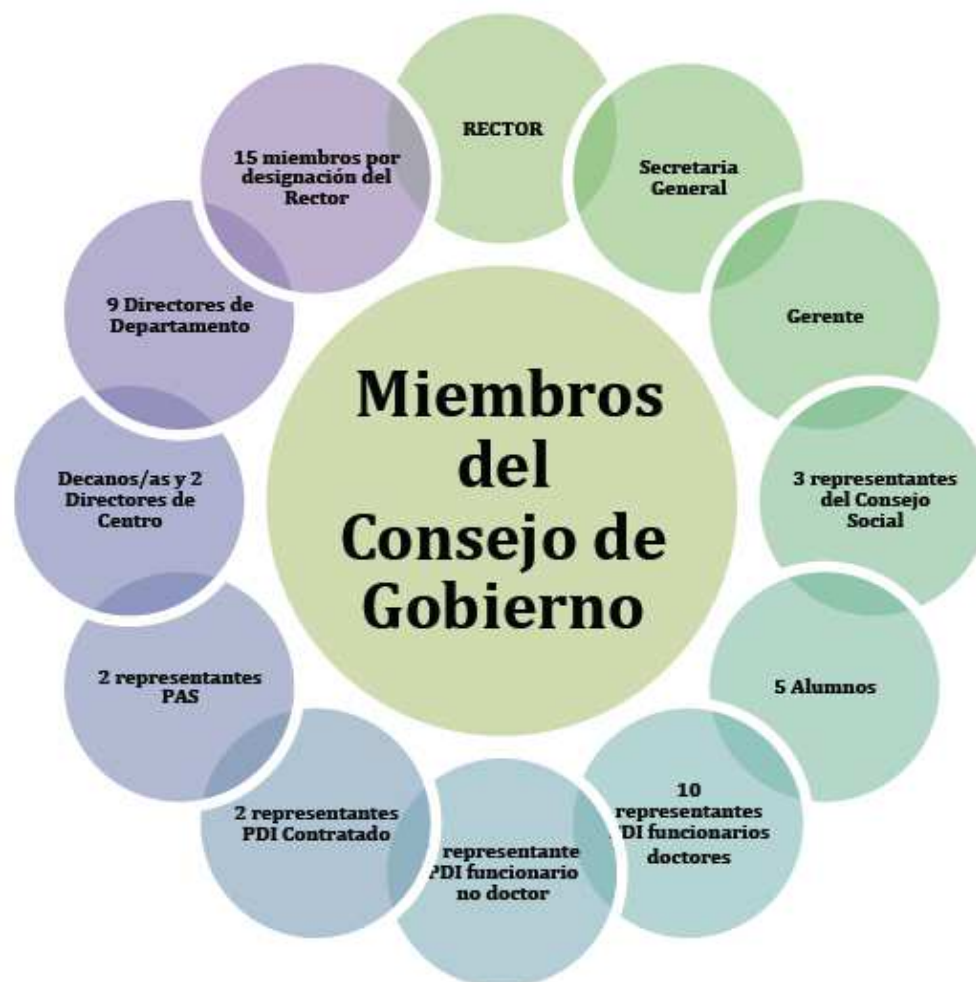 Miembros
del
Consejo de
Gobierno
RECTOR
Secretaria
General
Gerente
3 representantes
del Consejo
Social
5 Alumnos
10
representantes
PDI funcionarios
doctores
representante
PDI funcionario
no doctor
2 representantes
PDI Contratado
2 representantes
PAS
Decanos/as y 2
Directores de
Centro
9 Directores de
Departamento
15 miembros por
designación del
Rector